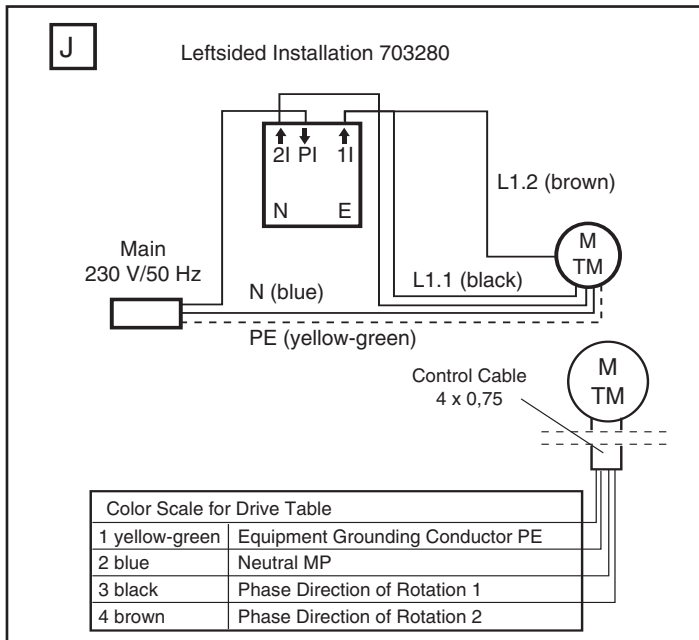 J
Leftsided Installation 703280
2I PI 1I
N E
L1.2 (brown)
M
TM
Main
230 V/50 Hz
N (blue)
L1.1 (black)
PE (yellow-green)
Control Cable
4 x 0,75
M
TM
Color Scale for Drive Table
1 yellow-green Equipment Grounding Conductor PE
2 blue Neutral MP
3 black Phase Direction of Rotation 1
4 brown Phase Direction of Rotation 2